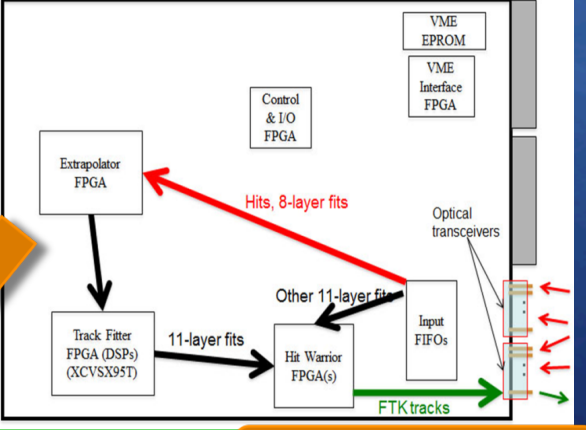 VME
EPROM
VME
Interface
FPGA
Control
& I/O
FPGA
Extrapolator
FPGA
Hits, 8-layer fits
Optical
transceivers
Other 11-layer fits
Input
FIFOs
Track Fitter
FPGA (DSPs)
(XCVSX95T)
11-layer fits
Hit Warrior
FPGA(s)
FTK tracks